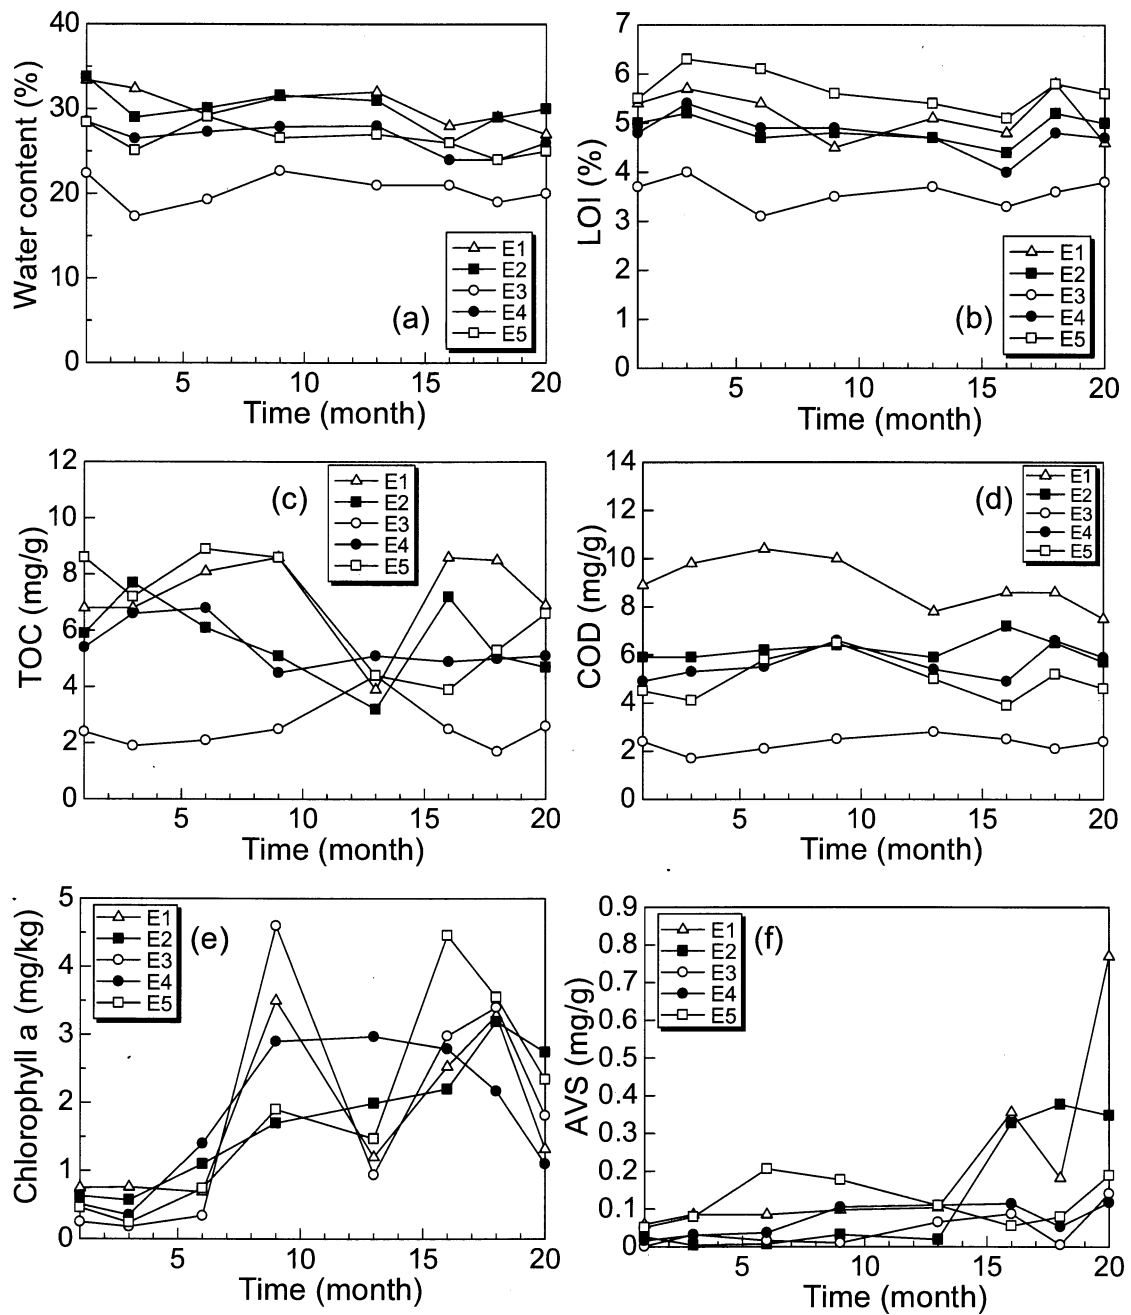 40
30
20
10
0
Water content (%)
E1
E2
E3
E4
E5
(a)
5
10
15
20
Time (month)
7
6
5
4
3
2
1
0
LOI (%)
E1
E2
E3
E4
E5
(b)
5
10
15
20
Time (month)
12
10
8
6
4
2
0
TOC (mg/g)
(c)
E1
E2
E3
E4
E5
5
10
15
20
Time (month)
14
12
10
8
6
4
2
0
COD (mg/g)
(d)
E1
E2
E3
E4
E5
5
10
15
20
Time (month)
5
4
3
2
1
0
Chlorophyll a (mg/kg)
E1
E2
E3
E4
E5
(e)
5
10
15
20
Time (month)
0.9
0.8
0.7
0.6
0.5
0.4
0.3
0.2
0.1
0
AVS (mg/g)
E1
E2
E3
E4
E5
(f)
5
10
15
20
Time (month)